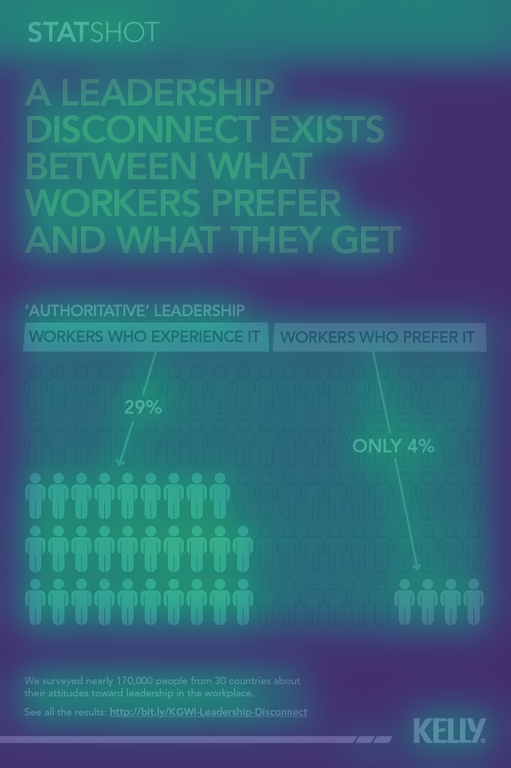 STATSHOT
A LEADERSHIP
DISCONNECT EXISTS
BETWEEN WHAT
WORKERS PREFER
AND WHAT THEY GET
'AUTHORITATIVE' LEADERSHIP
WORKERS WHO EXPERIENCE IT
WORKERS WHO PREFER IT
29%
ONLY 4%
We surveyed nearly 170,000 people from 30 countries about
their attitudes toward leadership in the workplace.
See all the results: http://bit.ly/KGWI-Leadership-Disconnect
KELLY.